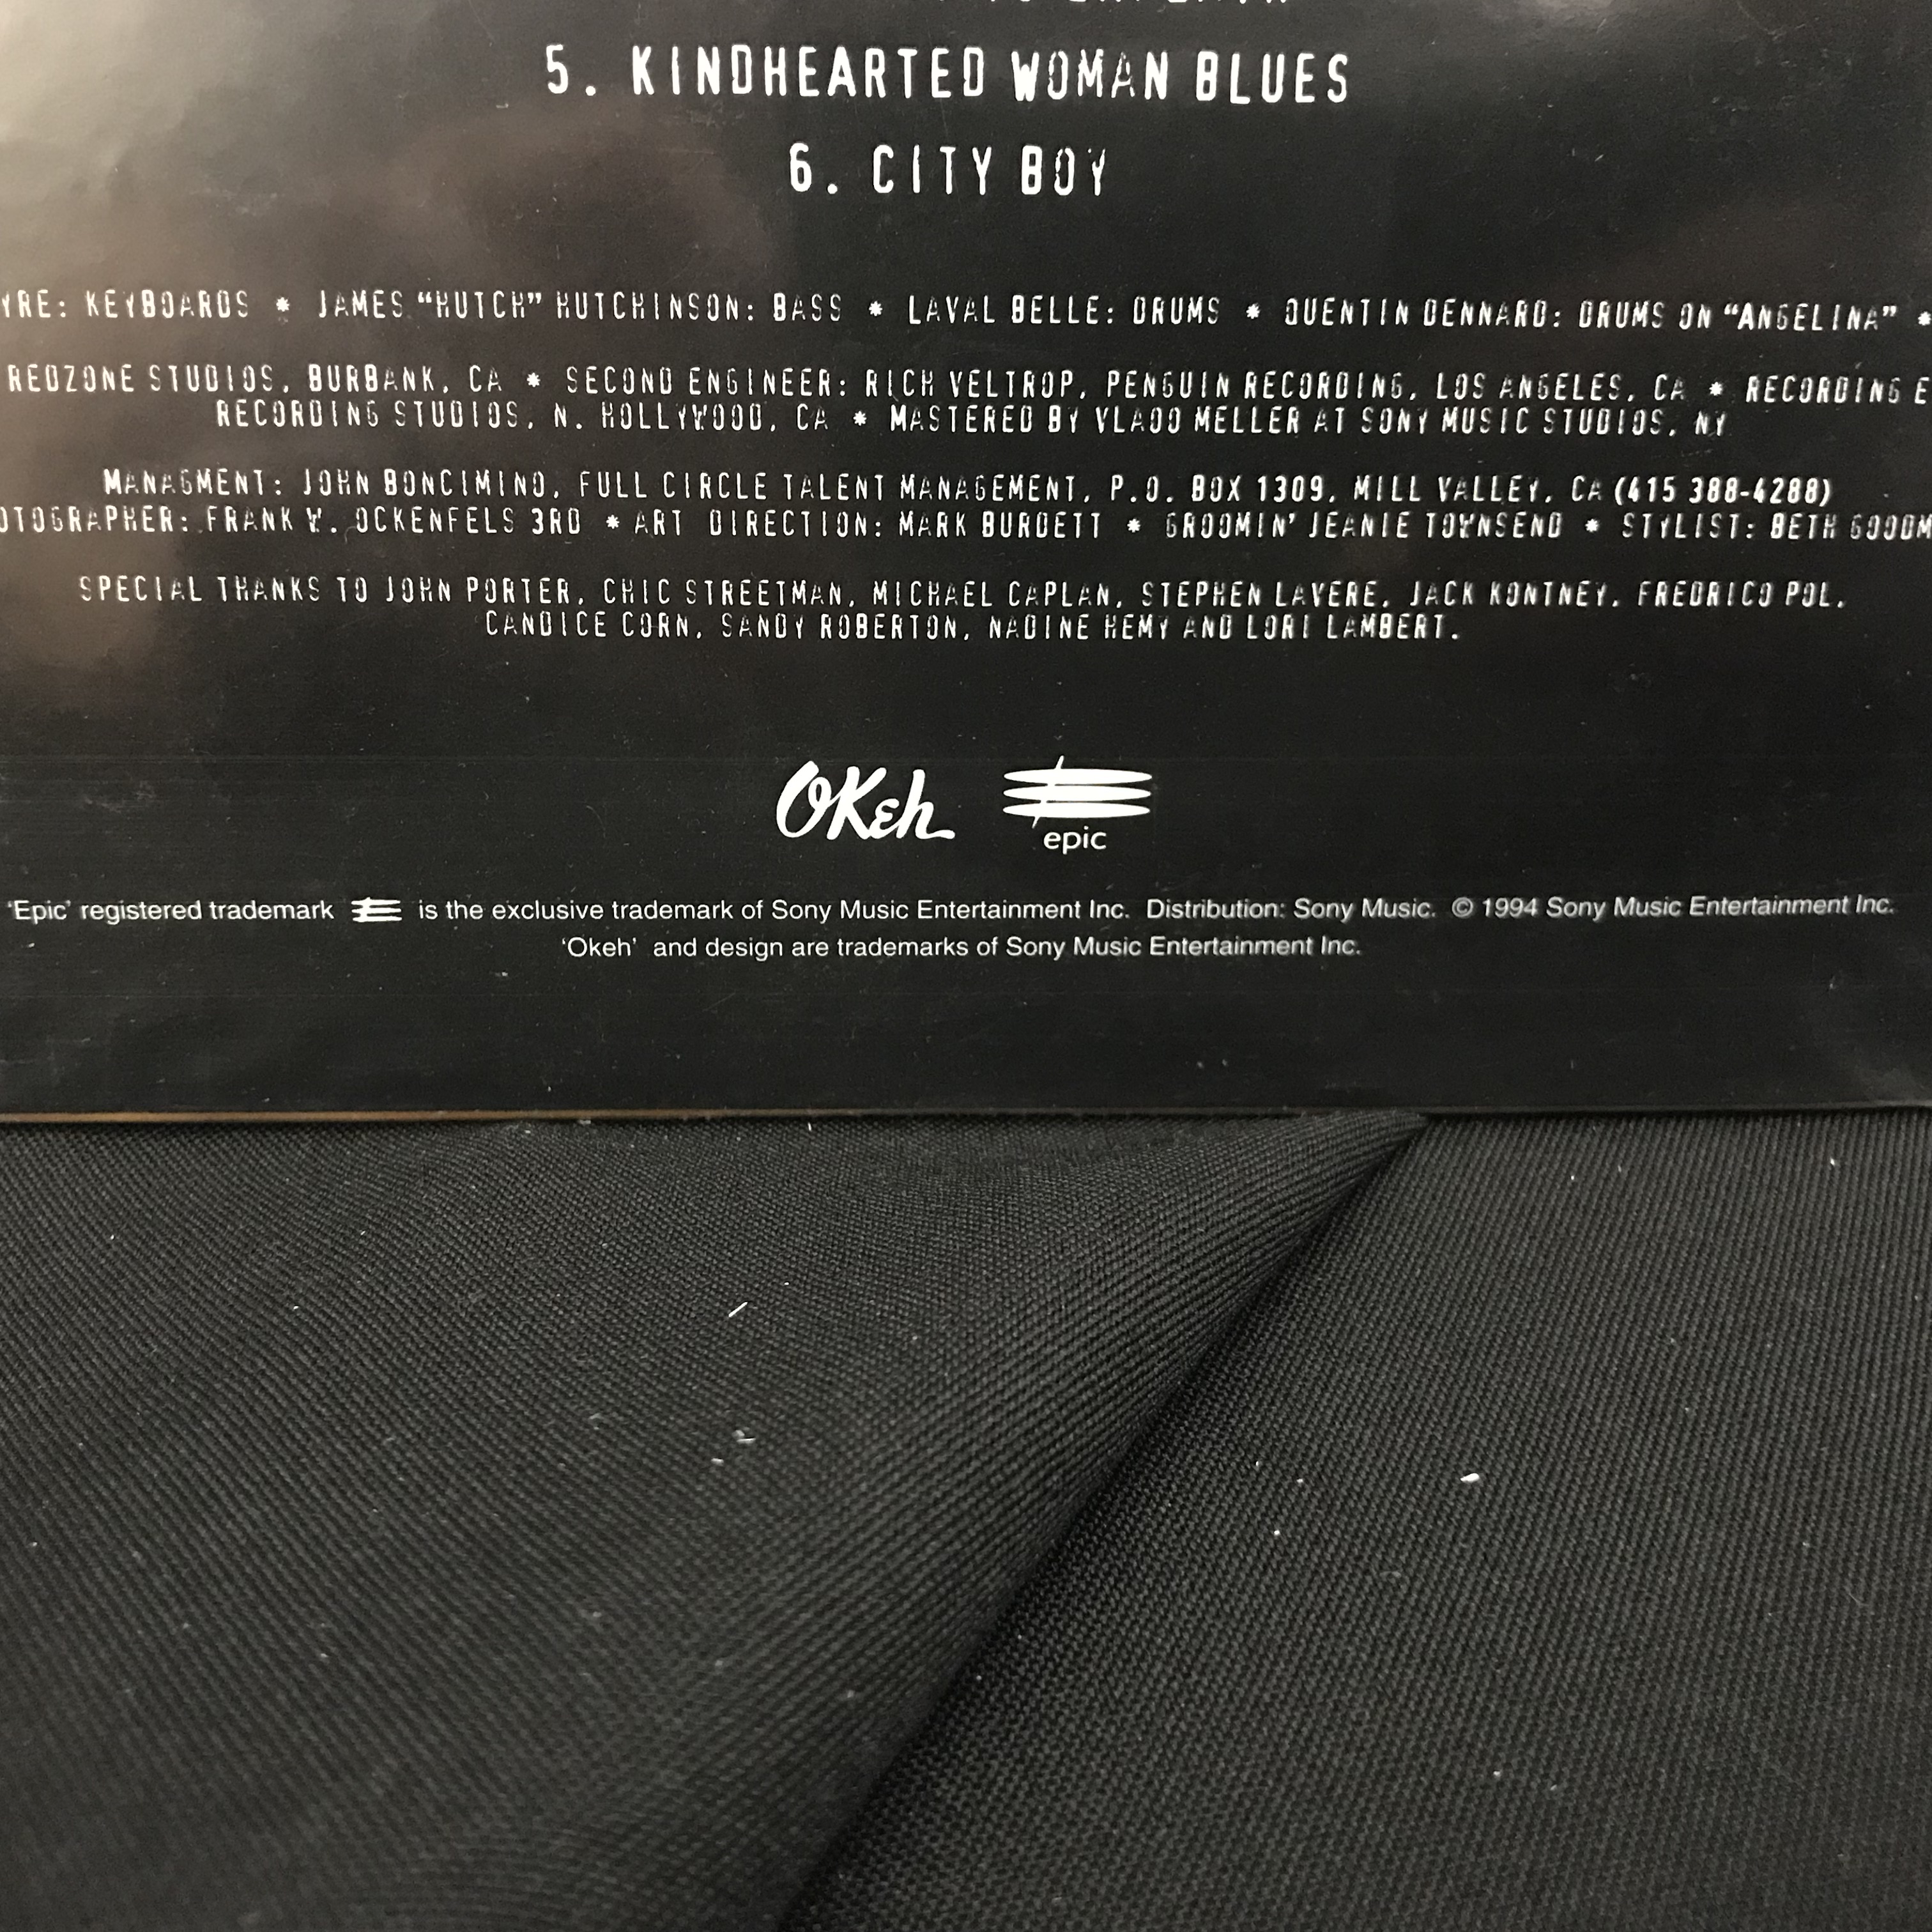 5. KINDHEARTED WOMAN BLUES
6. CITY BOY
YRE: KEYBOARDS * JAMES “HUTCH” HUTCHINSON: BASS * LAVAL BELLE: DRUMS * QUENTIN DENNARD: DRUMS ON “ANGELINA” *
REDZONE STUDIOS, BURBANK, CA * SECOND ENGINEER: RICH VELTROP, PENGUIN RECORDING, LOS ANGELES, CA * RECORDING E
RECORDING STUDIOS, N. HOLLYWOOD, CA * MASTERED BY VLADO MELLER AT SONY MUSIC STUDIOS, NY
MANAGMENT: JOHN BONCIMINO, FULL CIRCLE TALENT MANAGEMENT, P.O. BOX 1309, MILL VALLEY, CA (415 388-4288)
OTOGRAPHER: FRANK W. OCKENFELS 3RD * ART DIRECTION: MARK BURDETT * GROOMIN’ JEANIE TOWNSEND * STYLIST: BETH GOODM
SPECIAL THANKS TO JOHN PORTER, CHIC STREETMAN, MICHAEL CAPLAN, STEPHEN LAVERE, JACK KONTNEY, FREDRICO POL,
CANDICE CORN, SANDY ROBERTON, NADINE HEMY AND LORI LAMBERT.
OKeh epic
‘Epic’ registered trademark is the exclusive trademark of Sony Music Entertainment Inc. Distribution: Sony Music. © 1994 Sony Music Entertainment Inc.
‘Okeh’ and design are trademarks of Sony Music Entertainment Inc.